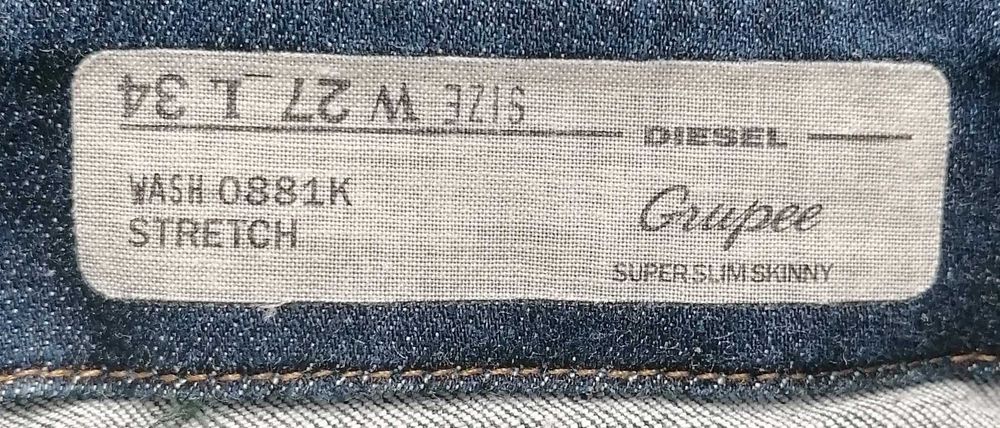 SIZE W 27 L 34
DIESEL
WASH 0881K
STRETCH
Grupee
SUPER SLIM SKINNY